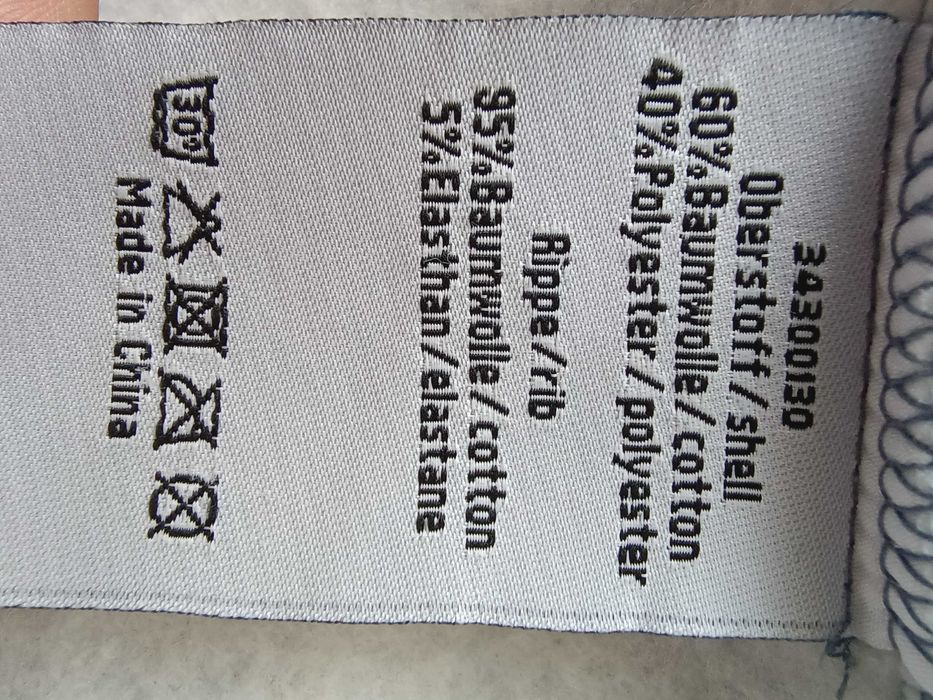 34300130
Oberstoff / shell
60%Baumwolle / cotton
40%Polyester / polyester
Rippe / rib
95%Baumwolle / cotton
5%Elasthan / elastane
30°
Made in China